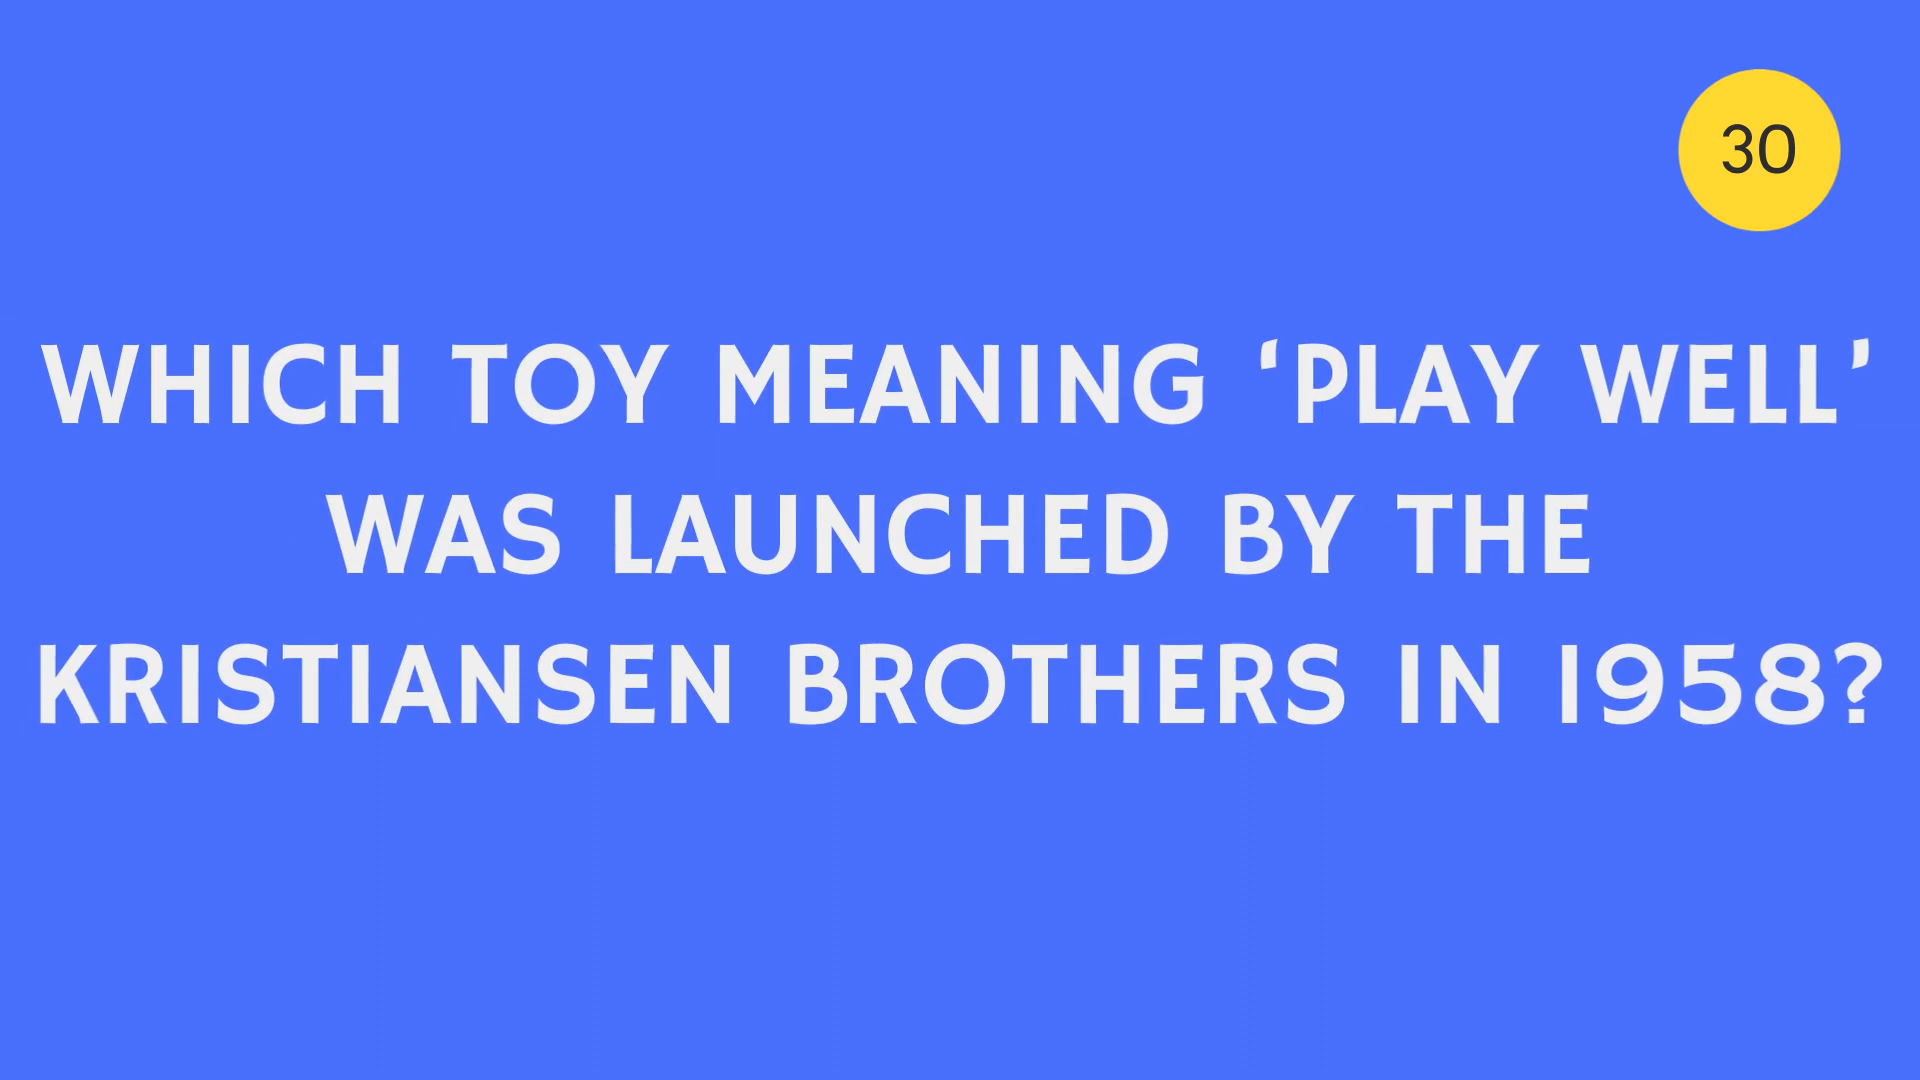 30
WHICH TOY MEANING ‘PLAY WELL’
WAS LAUNCHED BY THE
KRISTIANSEN BROTHERS IN 1958?